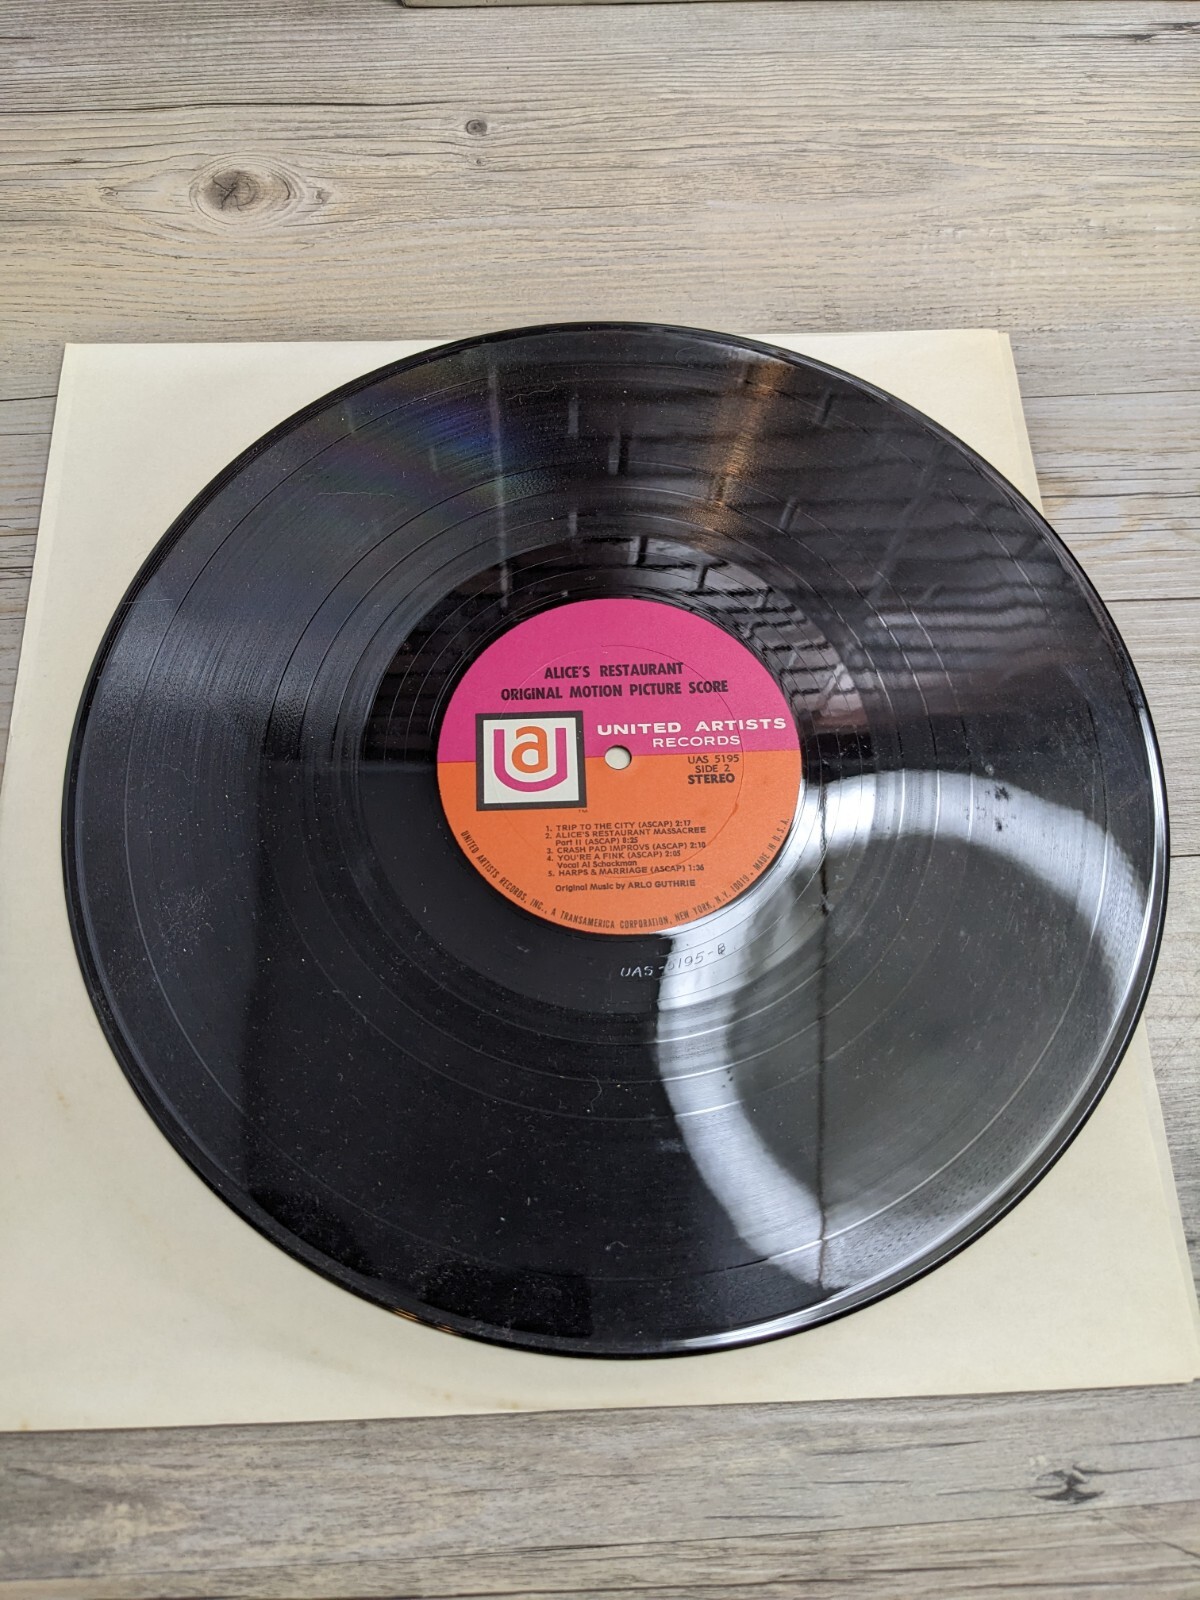 ALICE'S RESTAURANT
ORIGINAL MOTION PICTURE SCORE
ua
UNITED ARTISTS
RECORDS
UAS 5195
SIDE 2
STEREO
TM
1. TRIP TO THE CITY (ASCAP) 2:17
2. ALICE'S RESTAURANT MASSACREE
Part II (ASCAP) 8:25
3. CRASH PAD IMPROVS (ASCAP) 2:10
4. YOU'RE A FINK (ASCAP) 2:05
Vocal Al Schackman
5. HARPS & MARRIAGE (ASCAP) 1:36
Original Music by ARLO GUTHRIE
UNITED ARTISTS RECORDS, INC., A TRANSAMERICA CORPORATION, NEW YORK, N.Y. 10019 • MADE IN U.S.A.
UAS-5195-B